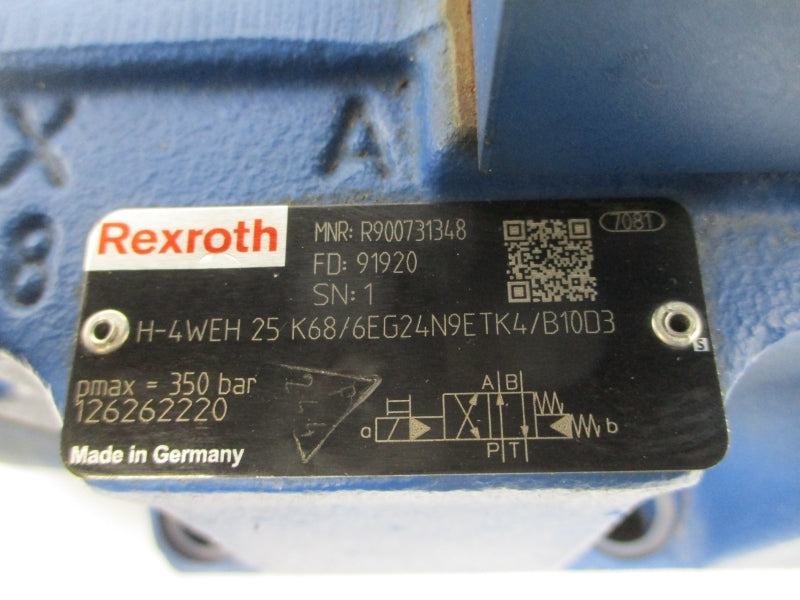 X
A
8
Rexroth
MNR: R900731348
7081
FD: 91920
SN: 1
H-4WEH 25 K68/6EG24N9ETK4/B10D3
S
pmax = 350 bar
126262220
A B
a
b
P T
Made in Germany